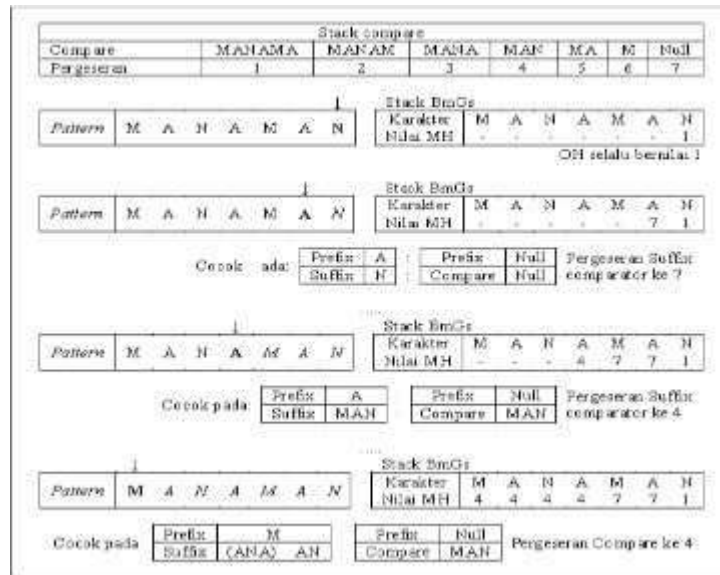 Stack compare
Compare MANAMA MANAM MANA MAN MA M Null
Pergeseran 1 2 3 4 5 6 7
Stack BmGs
Pattern M A N A M A N
Karakter M A N A M A N
Nilai MH - - - - - - 1
OH selalu bernilai 1
Stack BmGs
Pattern M A N A M A N
Karakter M A N A M A N
Nilai MH - - - - - 7 1
Cocok ada: Prefix A : Prefix Null Pergeseran Suffix
Suffix N : Compare Null comparator ke 7
.....
Stack BmGs
Pattern M A N A M A N
Karakter M A N A M A N
Nilai MH - - - 4 7 7 1
Cocok pada Prefix A Prefix Null Pergeseran Suffix
Suffix MAN Compare MAN comparator ke 4
.....
Stack BmGs
Pattern M A N A M A N
Karakter M A N A M A N
Nilai MH 4 4 4 4 7 7 1
Cocok pada Prefix M Prefix Null Pergeseran Compare ke 4
Suffix (ANA) AN Compare MAN